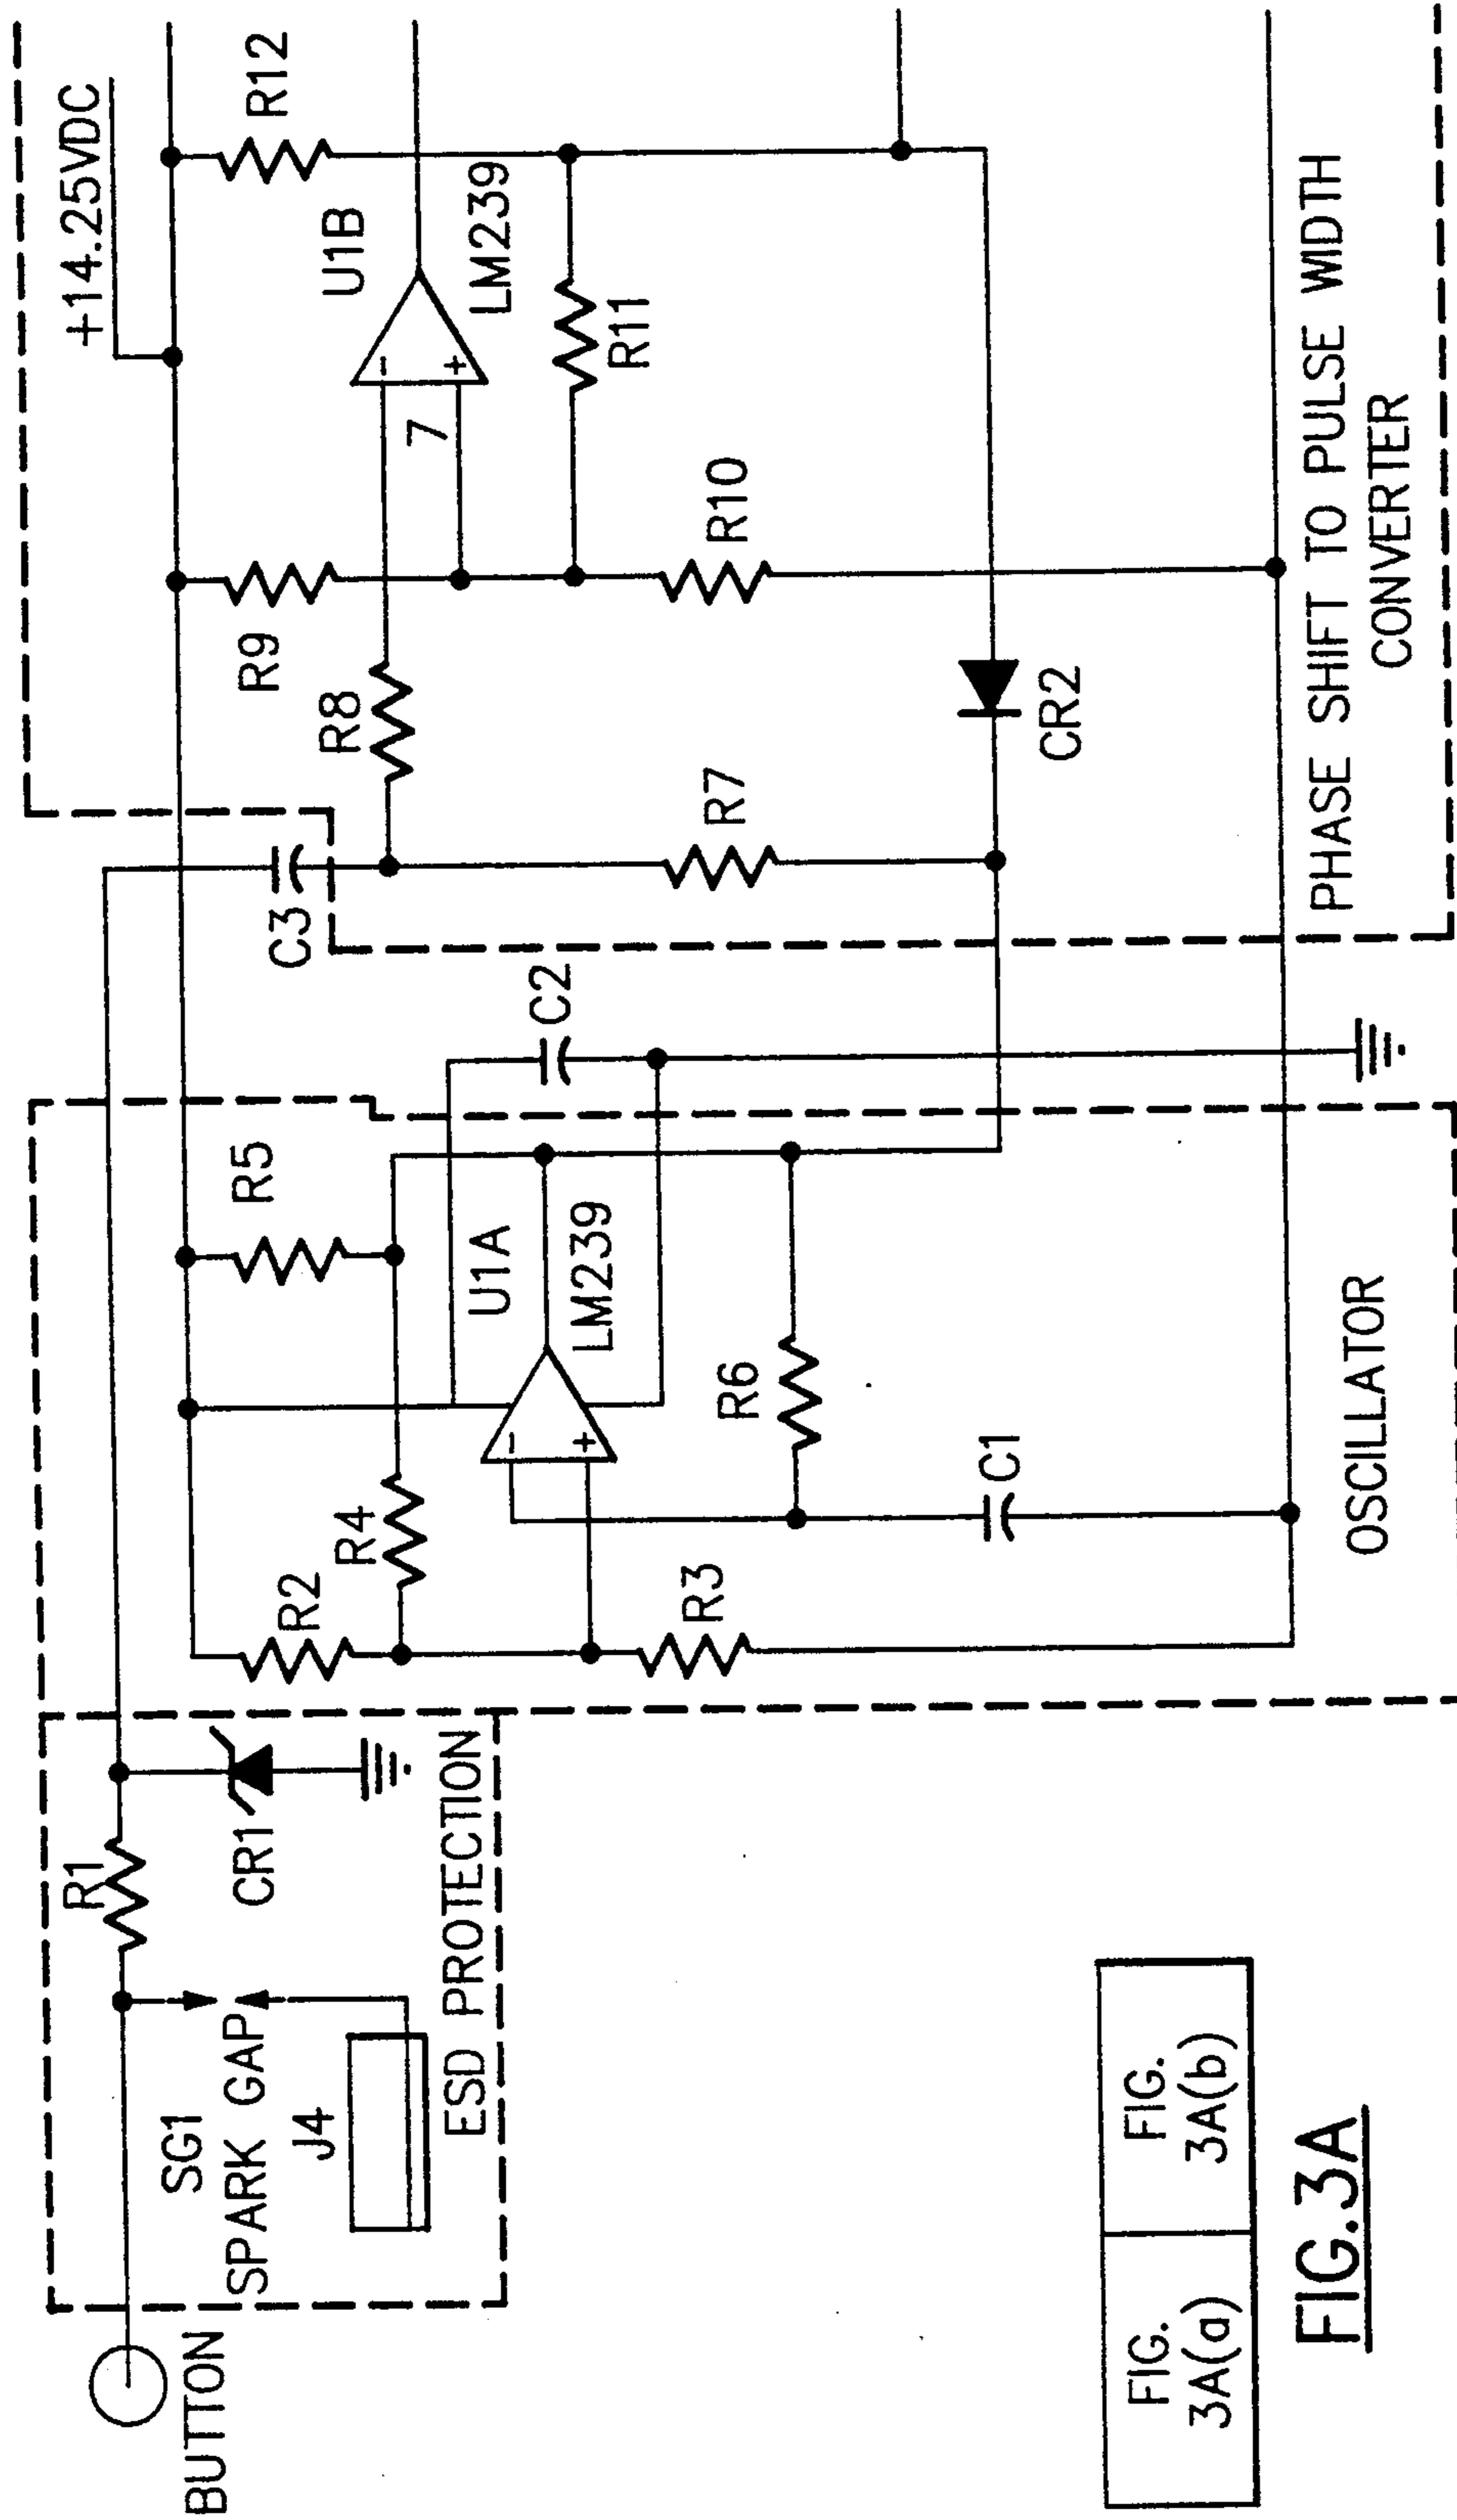 +14.25VDC
R12
U1B
LM239
-
+
7
R11
R9
R8
R10
C3
R7
CR2
PHASE SHIFT TO PULSE WIDTH
CONVERTER
C2
R5
U1A
LM239
-
+
R4
R2
R6
R3
C1
OSCILLATOR
R1
CR1
SG1
SPARK GAP
J4
ESD PROTECTION
BUTTON
FIG.
3A(a)
FIG.
3A(b)
FIG.3A